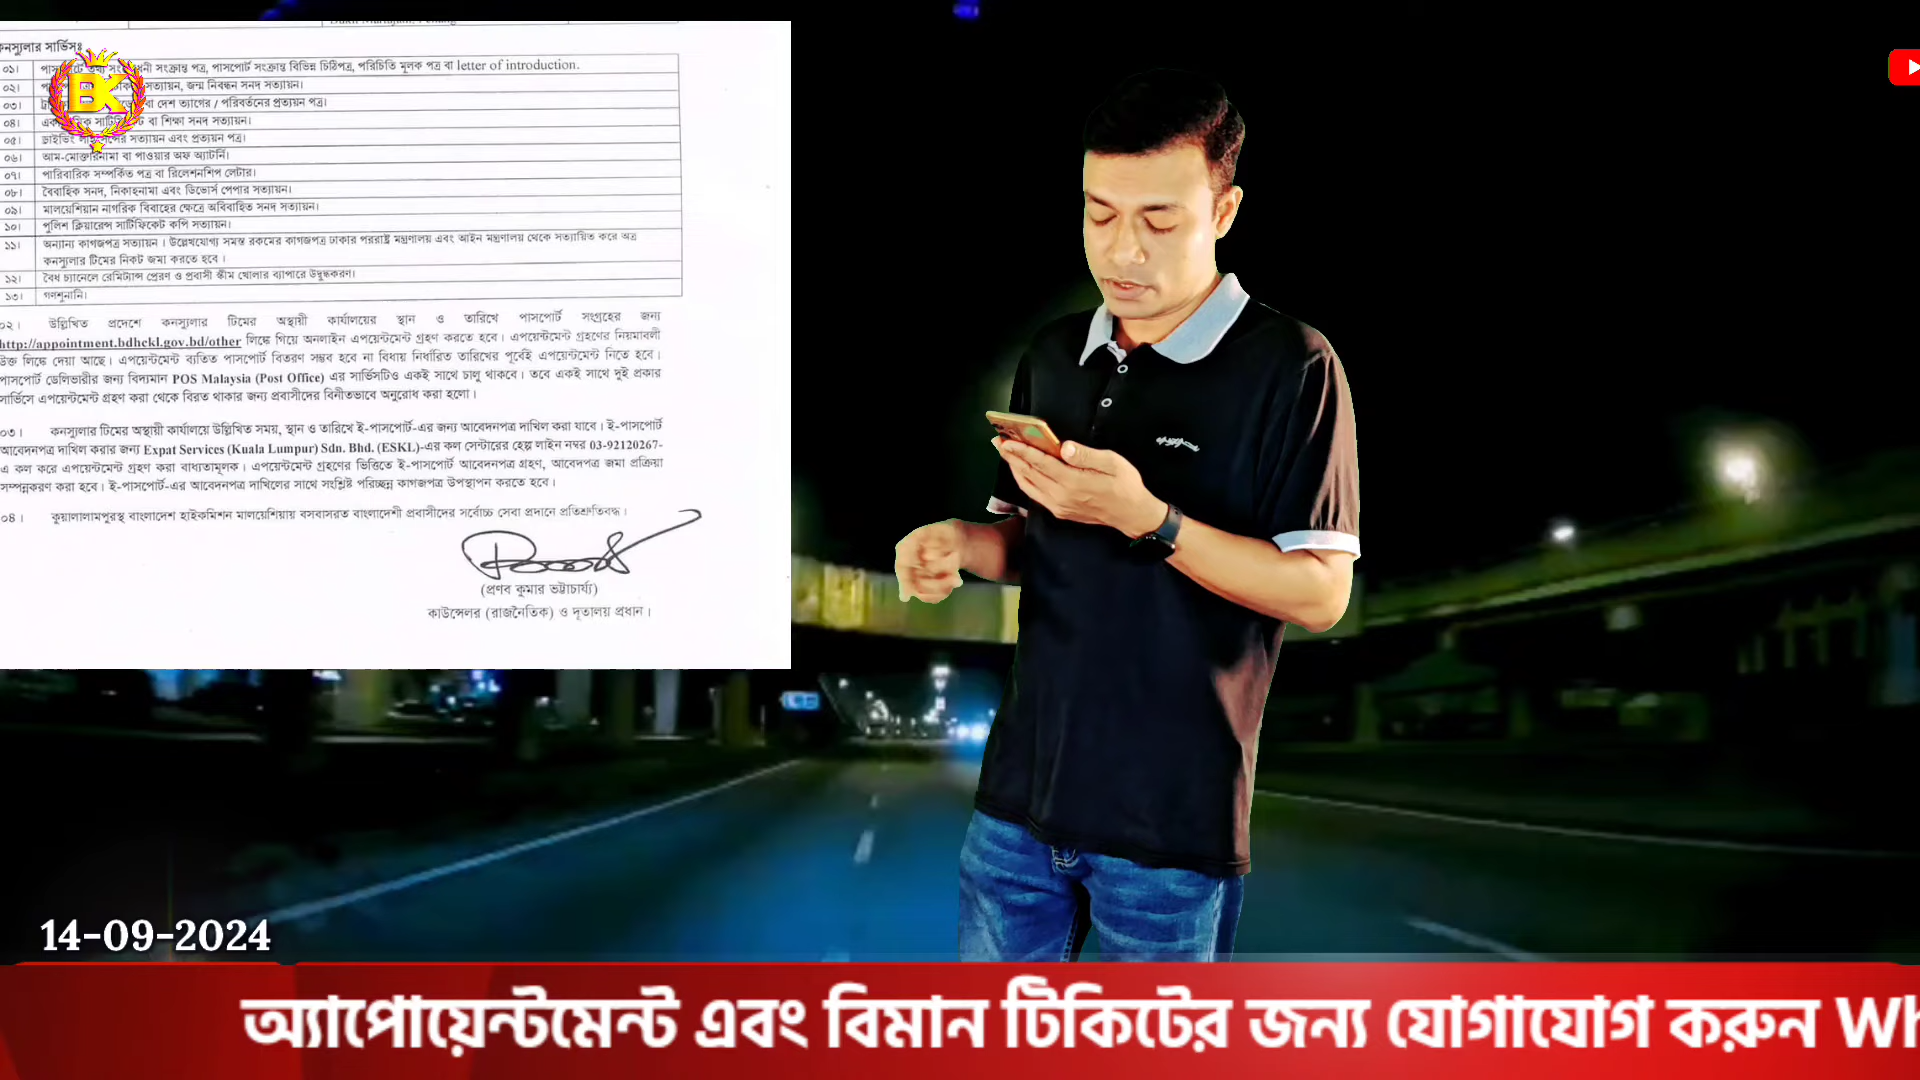 Bukit Mertajam, Penang
কনস্যুলার সার্ভিসঃ
০১। সংক্রান্ত পত্র, পাসপোর্ট সংক্রান্ত বিভিন্ন চিঠিপত্র, পরিচিতি মূলক পত্র বা letter of introduction.
০২। সত্যায়ন, জন্ম নিবন্ধন সনদ সত্যায়ন।
০৩। বা দেশ ত্যাগের / পরিবর্তনের প্রত্যয়ন পত্র।
০৪। বা শিক্ষা সনদ সত্যায়ন।
০৫। ড্রাইভিং সত্যায়ন এবং প্রত্যয়ন পত্র।
০৬। আম-মোক্তারনামা বা পাওয়ার অফ অ্যাটর্নি।
০৭। পারিবারিক সম্পর্কিত পত্র বা রিলেশনশিপ লেটার।
০৮। বৈবাহিক সনদ, নিকাহনামা এবং ডিভোর্স পেপার সত্যায়ন।
০৯। মালয়েশিয়ান নাগরিক বিবাহের ক্ষেত্রে অবিবাহিত সনদ সত্যায়ন।
১০। পুলিশ ক্লিয়ারেন্স সার্টিফিকেট কপি সত্যায়ন।
১১। অন্যান্য কাগজপত্র সত্যায়ন। উল্লেখযোগ্য সমস্ত রকমের কাগজপত্র ঢাকার পররাষ্ট্র মন্ত্রণালয় এবং আইন মন্ত্রণালয় থেকে সত্যায়িত করে অত্র
কনস্যুলার টিমের নিকট জমা করতে হবে।
১২। বৈধ চ্যানেলে রেমিট্যান্স প্রেরণ ও প্রবাসী স্কীম খোলার ব্যাপারে উদ্বুদ্ধকরণ।
১৩। গণশুনানি।
০২। উল্লিখিত প্রদেশে কনস্যুলার টিমের অস্থায়ী কার্যালয়ের স্থান ও তারিখে পাসপোর্ট সংগ্রহের জন্য
http://appointment.bdhckl.gov.bd/other লিঙ্কে গিয়ে অনলাইন এপয়েন্টমেন্ট গ্রহণ করতে হবে। এপয়েন্টমেন্ট গ্রহণের নিয়মাবলী
উক্ত লিঙ্কে দেয়া আছে। এপয়েন্টমেন্ট ব্যতিত পাসপোর্ট বিতরণ সম্ভব হবে না বিধায় নির্ধারিত তারিখের পূর্বেই এপয়েন্টমেন্ট নিতে হবে।
পাসপোর্ট ডেলিভারীর জন্য বিদ্যমান POS Malaysia (Post Office) এর সার্ভিসটিও একই সাথে চালু থাকবে। তবে একই সাথে দুই প্রকার
সার্ভিসে এপয়েন্টমেন্ট গ্রহণ করা থেকে বিরত থাকার জন্য প্রবাসীদের বিনীতভাবে অনুরোধ করা হলো।
০৩। কনস্যুলার টিমের অস্থায়ী কার্যালয়ে উল্লিখিত সময়, স্থান ও তারিখে ই-পাসপোর্ট-এর জন্য আবেদনপত্র দাখিল করা যাবে। ই-পাসপোর্ট
আবেদনপত্র দাখিল করার জন্য Expat Services (Kuala Lumpur) Sdn. Bhd. (ESKL)-এর কল সেন্টারের হেল্প লাইন নম্বর 03-92120267-
এ কল করে এপয়েন্টমেন্ট গ্রহণ করা বাধ্যতামূলক। এপয়েন্টমেন্ট গ্রহণের ভিত্তিতে ই-পাসপোর্ট আবেদনপত্র গ্রহণ, আবেদপত্র জমা প্রক্রিয়া
সম্পন্নকরণ করা হবে। ই-পাসপোর্ট-এর আবেদনপত্র দাখিলের সাথে সংশ্লিষ্ট পরিচ্ছন্ন কাগজপত্র উপস্থাপন করতে হবে।
০৪। কুয়ালালামপুরস্থ বাংলাদেশ হাইকমিশন মালয়েশিয়ায় বসবাসরত বাংলাদেশী প্রবাসীদের সর্বোচ্চ সেবা প্রদানে প্রতিশ্রুতিবদ্ধ।
(প্রণব কুমার ভট্টাচার্য্য)
কাউন্সেলর (রাজনৈতিক) ও দূতালয় প্রধান।
BK
14-09-2024
অ্যাপোয়েন্টমেন্ট এবং বিমান টিকিটের জন্য যোগাযোগ করুন Wh